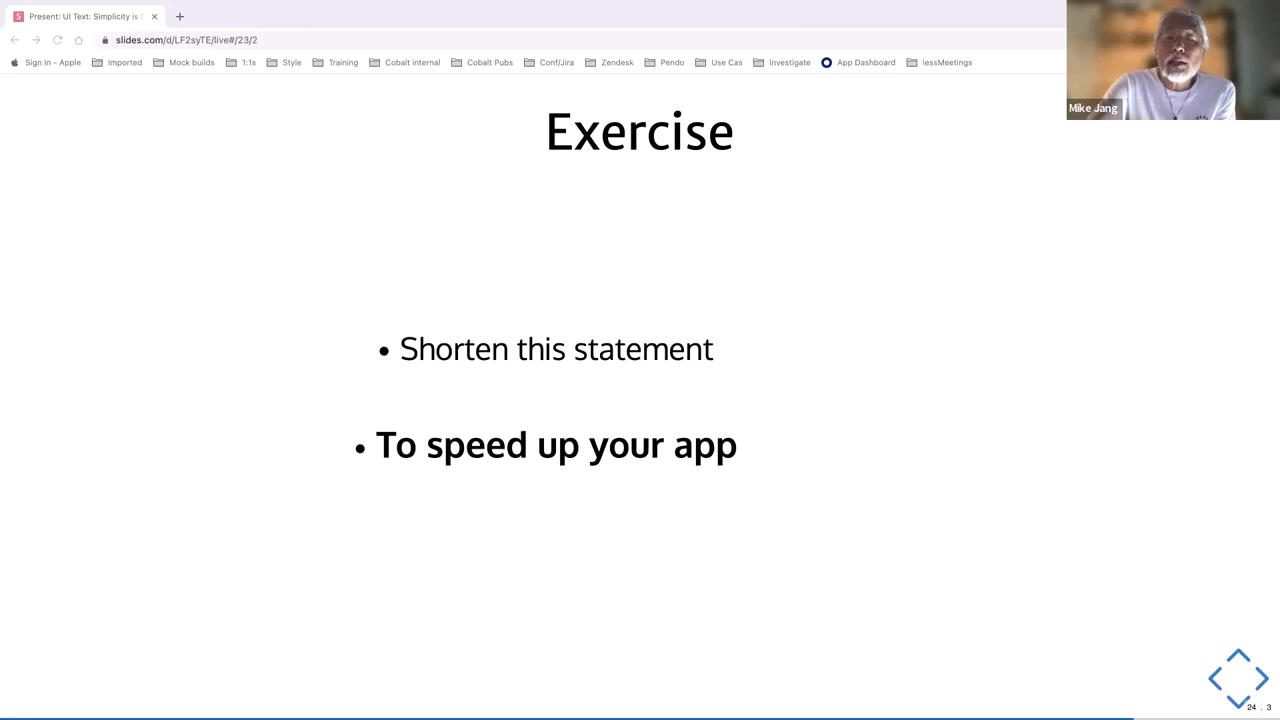 Present: UI Text: Simplicity is
slides.com/d/LF2syTE/live#/23/2
Sign In - Apple Imported Mock builds 1:1s Style Training Cobalt internal Cobalt Pubs Conf/Jira Zendesk Pendo Use Cas Investigate App Dashboard lessMeetings
Mike Jang
Exercise
• Shorten this statement
• To speed up your app
24 . 3